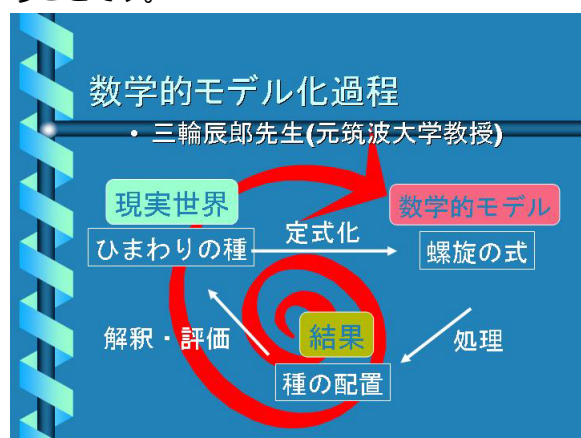 数学的モデル化過程
• 三輪辰郎先生(元筑波大学教授)
現実世界
数学的モデル
ひまわりの種
定式化
螺旋の式
解釈・評価
結果
処理
種の配置